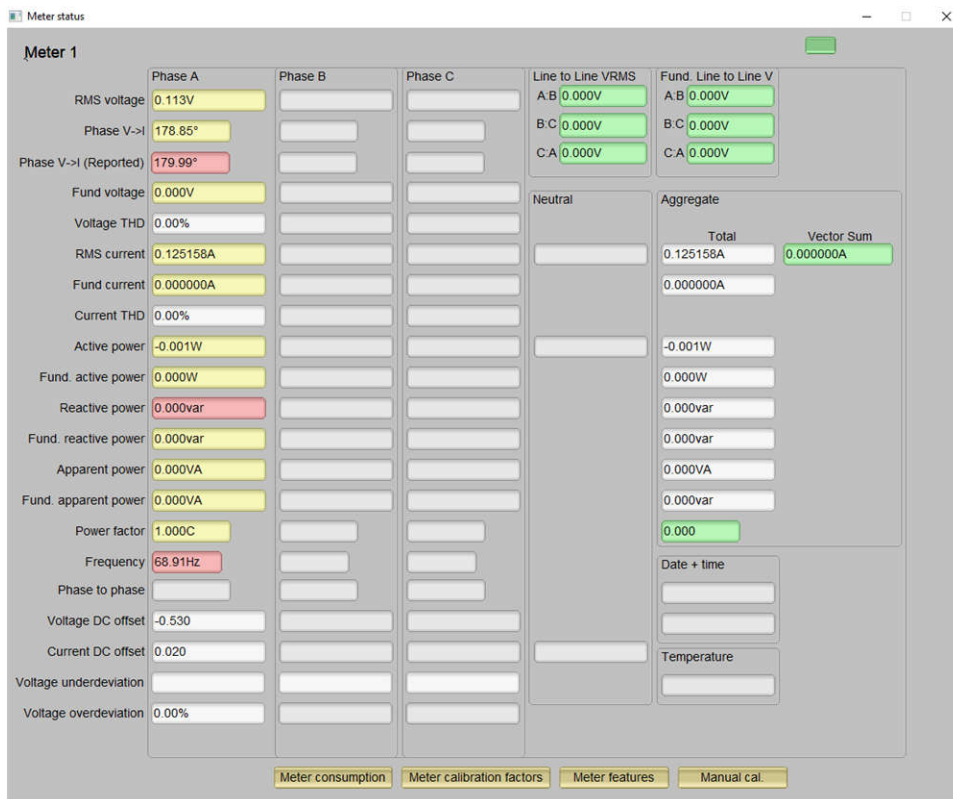 Meter status
Meter 1
Phase A Phase B Phase C Line to Line VRMS Fund. Line to Line V
RMS voltage 0.113V A:B 0.000V A:B 0.000V
Phase V->I 178.85° B:C 0.000V B:C 0.000V
Phase V->I (Reported) 179.99° C:A 0.000V C:A 0.000V
Fund voltage 0.000V Neutral Aggregate
Voltage THD 0.00% Total Vector Sum
RMS current 0.125158A 0.125158A 0.000000A
Fund current 0.000000A 0.000000A
Current THD 0.00%
Active power -0.001W -0.001W
Fund. active power 0.000W 0.000W
Reactive power 0.000var 0.000var
Fund. reactive power 0.000var 0.000var
Apparent power 0.000VA 0.000VA
Fund. apparent power 0.000VA 0.000var
Power factor 1.000C 0.000
Frequency 68.91Hz Date + time
Phase to phase
Voltage DC offset -0.530
Current DC offset 0.020 Temperature
Voltage underdeviation
Voltage overdeviation 0.00%
Meter consumption Meter calibration factors Meter features Manual cal.